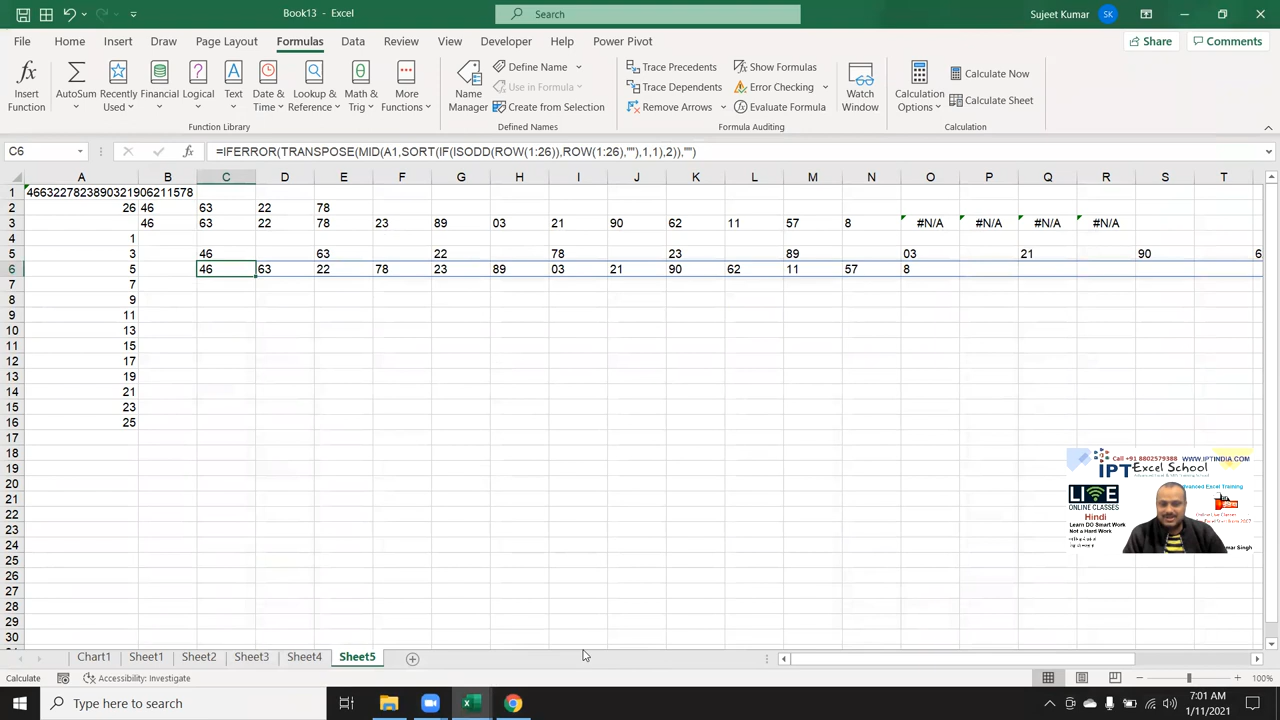 Book13 - Excel
Search
Sujeet Kumar
SK
File Home Insert Draw Page Layout Formulas Data Review View Developer Help Power Pivot
Share Comments
Insert Function
AutoSum
Recently Used
Financial
Logical
Text
Date & Time
Lookup & Reference
Math & Trig
More Functions
Function Library
Name Manager
Define Name
Use in Formula
Create from Selection
Defined Names
Trace Precedents
Trace Dependents
Remove Arrows
Show Formulas
Error Checking
Evaluate Formula
Formula Auditing
Watch Window
Calculation Options
Calculate Now
Calculate Sheet
Calculation
C6 =IFERROR(TRANSPOSE(MID(A1,SORT(IF(ISODD(ROW(1:26)),ROW(1:26),""),1,1),2)),"")
A B C D E F G H I J K L M N O P Q R S T
1 4663227823890321906211578
2 26 46 63 22 78
3 46 63 22 78 23 89 03 21 90 62 11 57 8 #N/A #N/A #N/A #N/A
4 1
5 3 46 63 22 78 23 89 03 21 90 6
6 5 46 63 22 78 23 89 03 21 90 62 11 57 8
7 7
8 9
9 11
10 13
11 15
12 17
13 19
14 21
15 23
16 25
17
18
19
20
21
22
23
24
25
26
27
28
29
30
Call +91 8802579388 WWW.IPTINDIA.COM
IPT Excel School
LIVE
ONLINE CLASSES
Hindi
Learn DO Smart Work
Not a Hard Work
dvanced Excel Training
mar Singh
Chart1 Sheet1 Sheet2 Sheet3 Sheet4 Sheet5
Calculate Accessibility: Investigate 100%
Type here to search
7:01 AM
1/11/2021